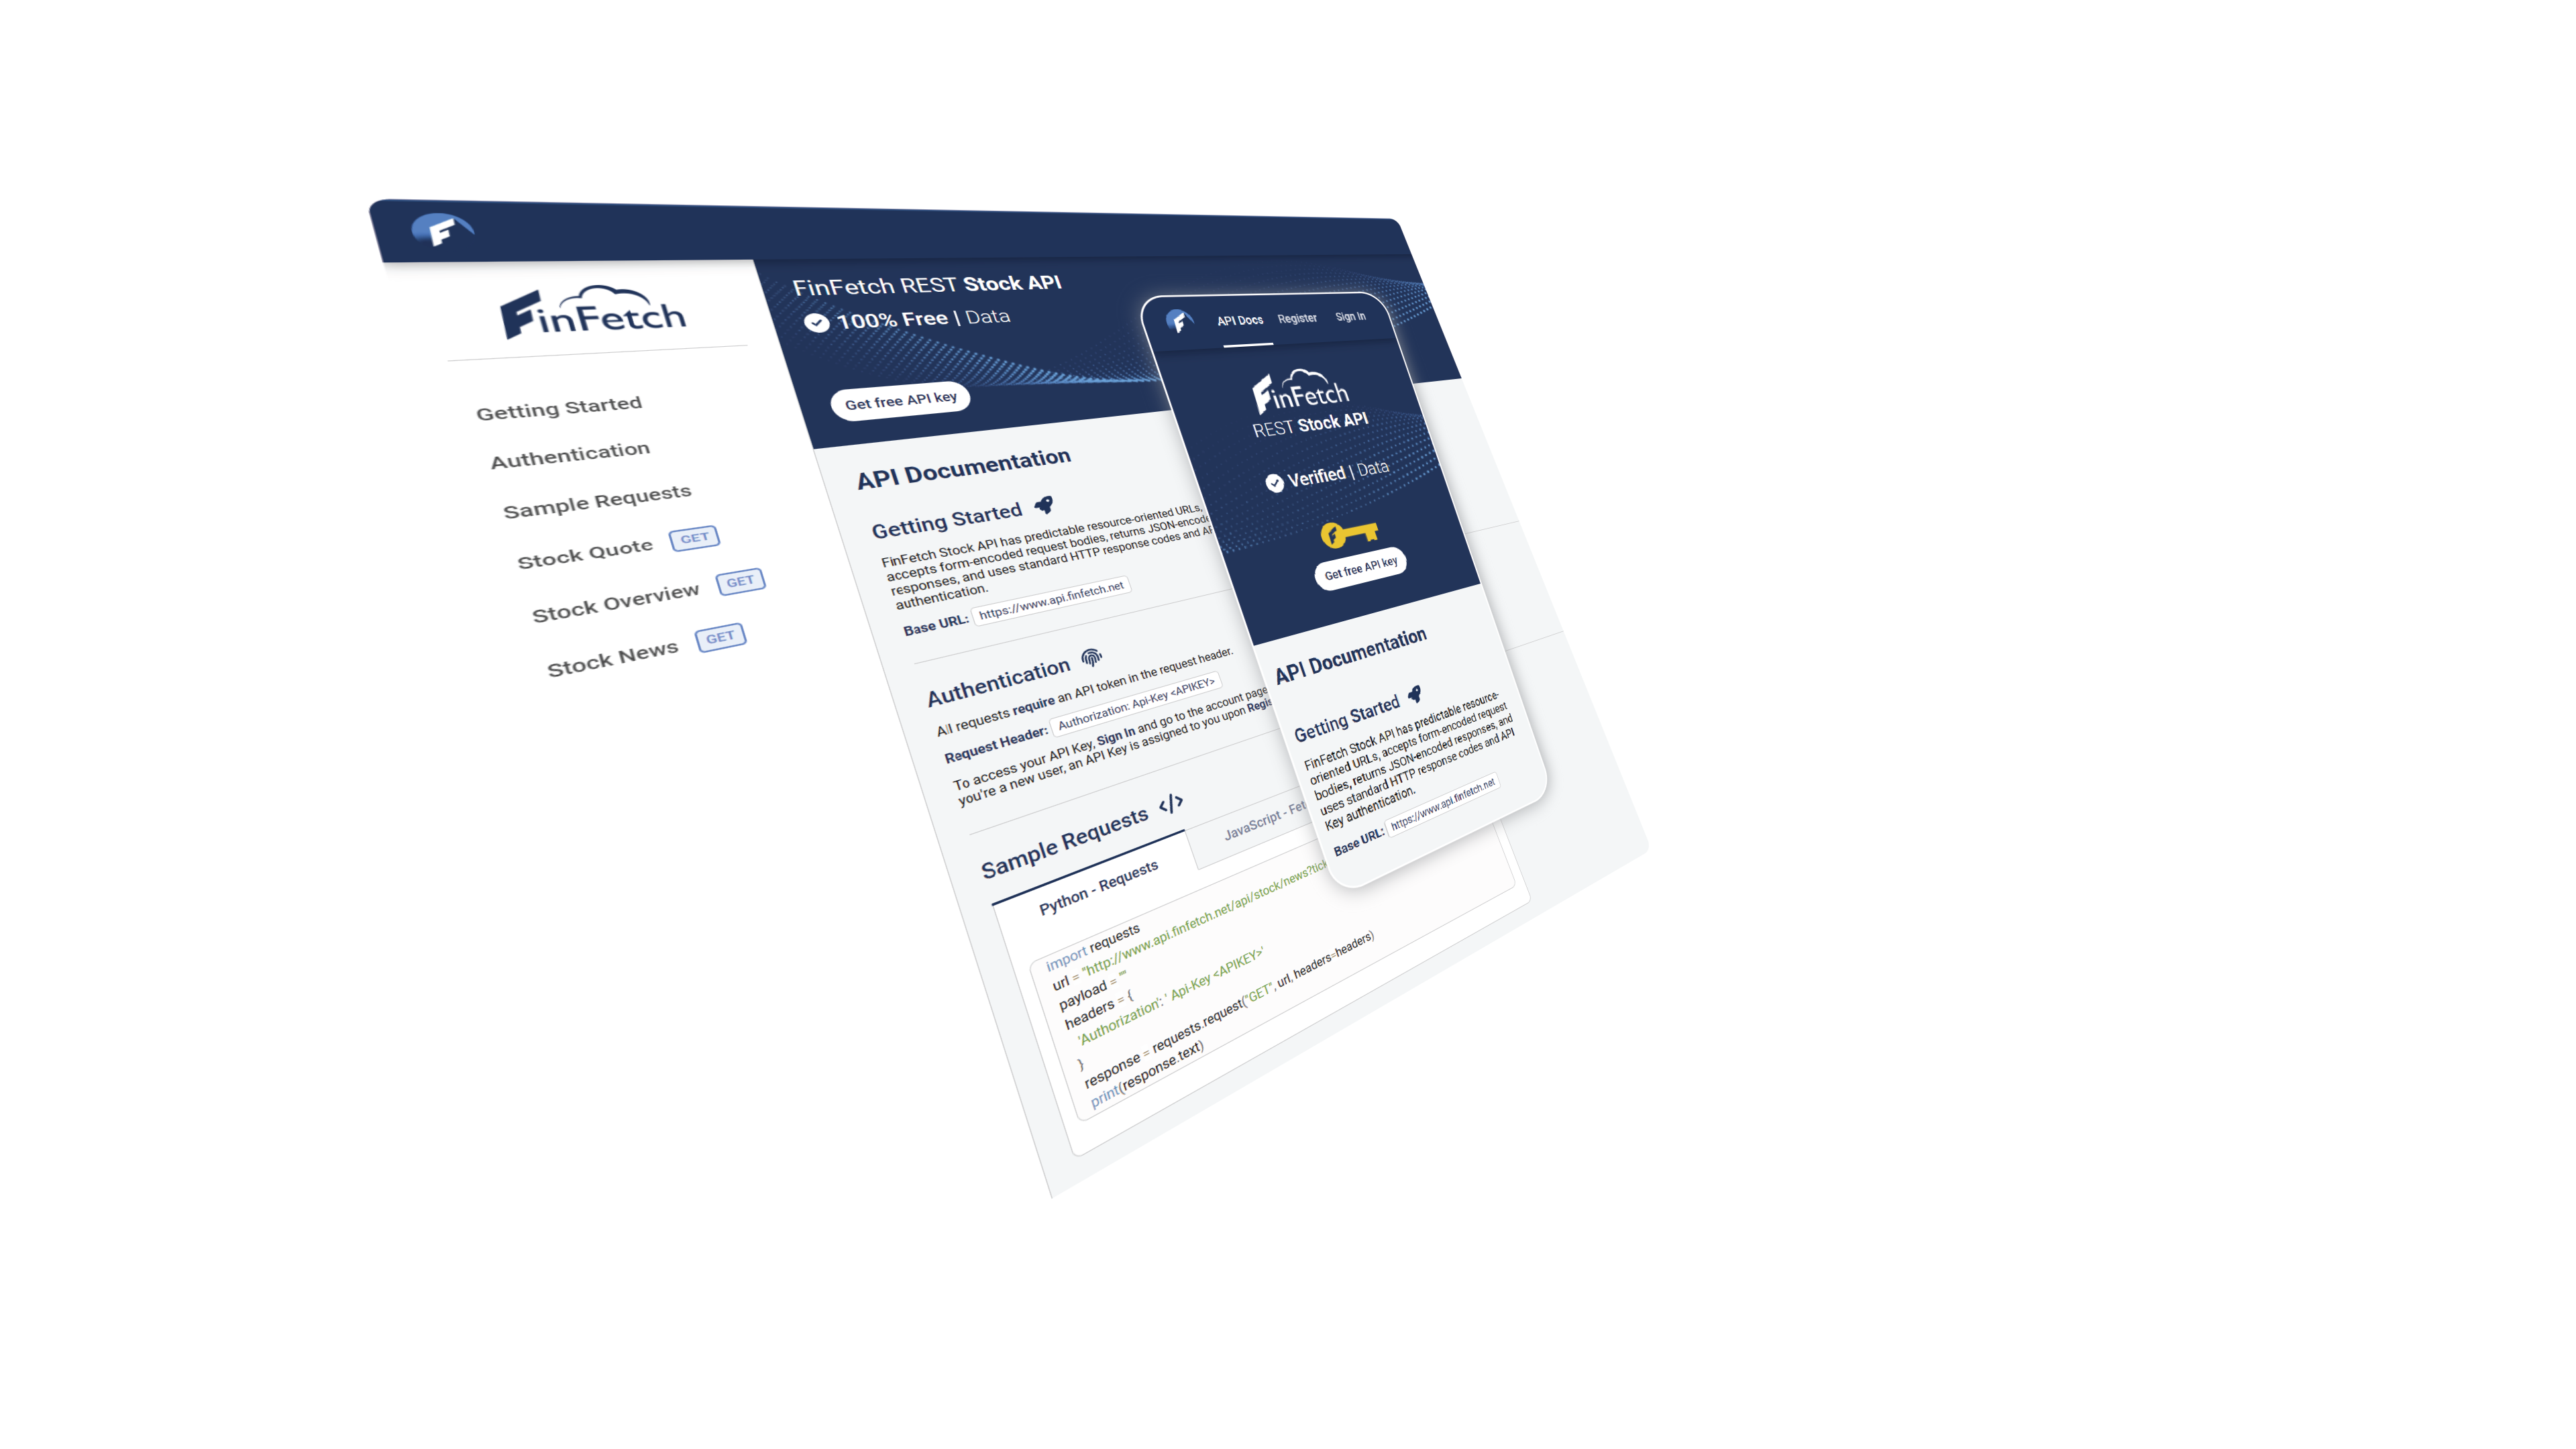 F
FinFetch
Getting Started
Authentication
Sample Requests
Stock Quote GET
Stock Overview GET
Stock News GET
FinFetch REST Stock API
100% Free | Data
Get free API key
API Documentation
Getting Started
FinFetch Stock API has predictable resource-oriented URLs,
accepts form-encoded request bodies, returns JSON-encode
responses, and uses standard HTTP response codes and AP
authentication.
Base URL: https://www.api.finfetch.net
Authentication
All requests require an API token in the request header.
Request Header: Authorization: Api-Key <APIKEY>
To access your API Key, Sign In and go to the account page
you're a new user, an API Key is assigned to you upon Regis
Sample Requests </>
Python - Requests
JavaScript - Fet
import requests
url = "http://www.api.finfetch.net/api/stock/news?tick
payload = ""
headers = {
'Authorization': ' Api-Key <APIKEY>'
}
response = requests.request("GET", url, headers=headers)
print(response.text)
F
API Docs Register Sign In
FinFetch
REST Stock API
Verified | Data
F
Get free API key
API Documentation
Getting Started
FinFetch Stock API has predictable resource-
oriented URLs, accepts form-encoded request
bodies, returns JSON-encoded responses, and
uses standard HTTP response codes and API
Key authentication.
Base URL: https://www.api.finfetch.net